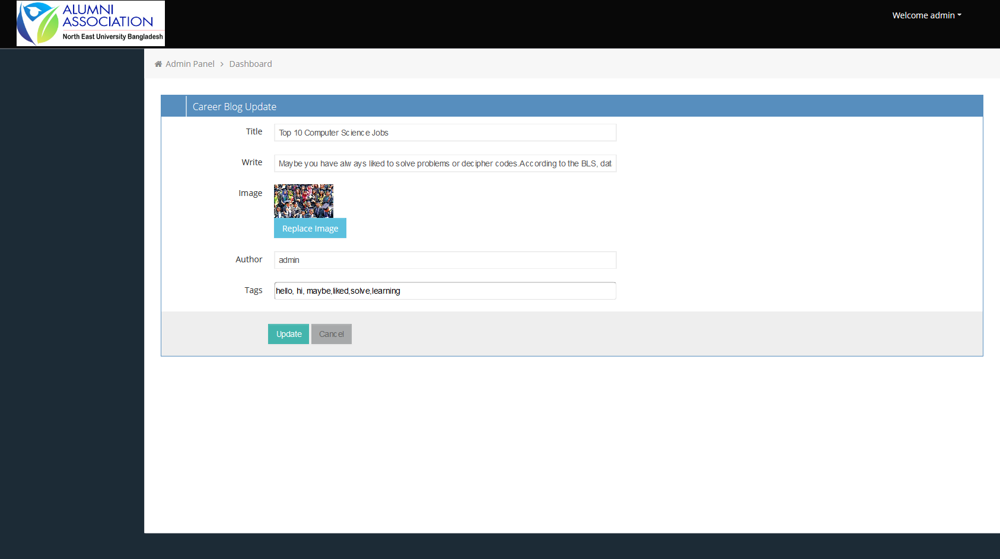 ALUMNI
ASSOCIATION
North East University Bangladesh
Welcome admin
Admin Panel > Dashboard
Career Blog Update
Title Top 10 Computer Science Jobs
Write Maybe you have alw ays liked to solve problems or decipher codes.According to the BLS, dat
Image
Replace Image
Author admin
Tags hello, hi, maybe,liked,solve,learning
Update Cancel